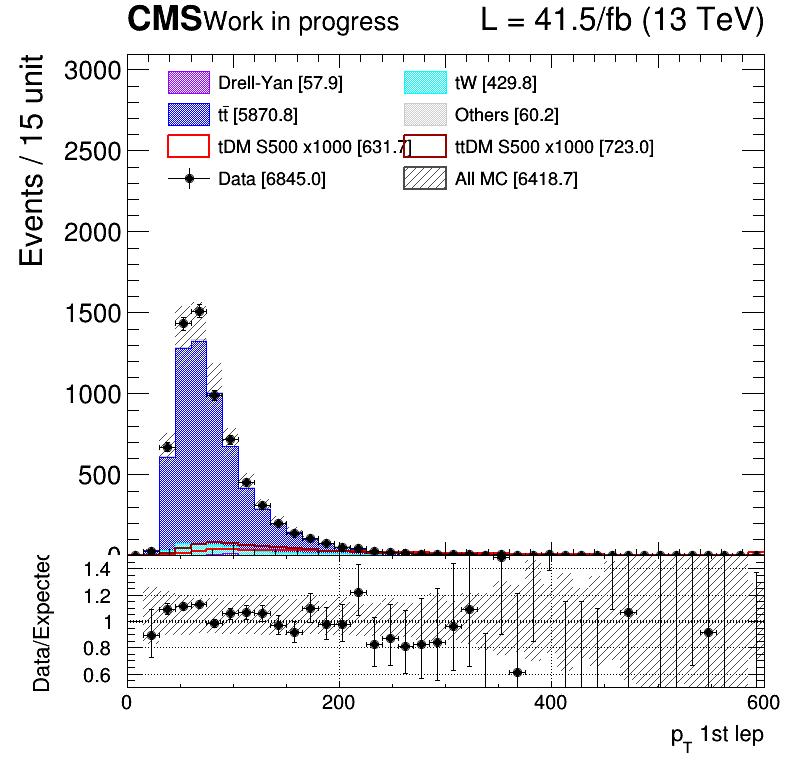 CMS Work in progress L = 41.5/fb (13 TeV)
Events / 15 unit
3000
2500
2000
1500
1000
500
0
Drell-Yan [57.9] tW [429.8]
tt̄ [5870.8] Others [60.2]
tDM S500 x1000 [631.7] ttDM S500 x1000 [723.0]
Data [6845.0] All MC [6418.7]
Data/Expected
1.4
1.2
1
0.8
0.6
0 200 400 600
p_T 1st lep